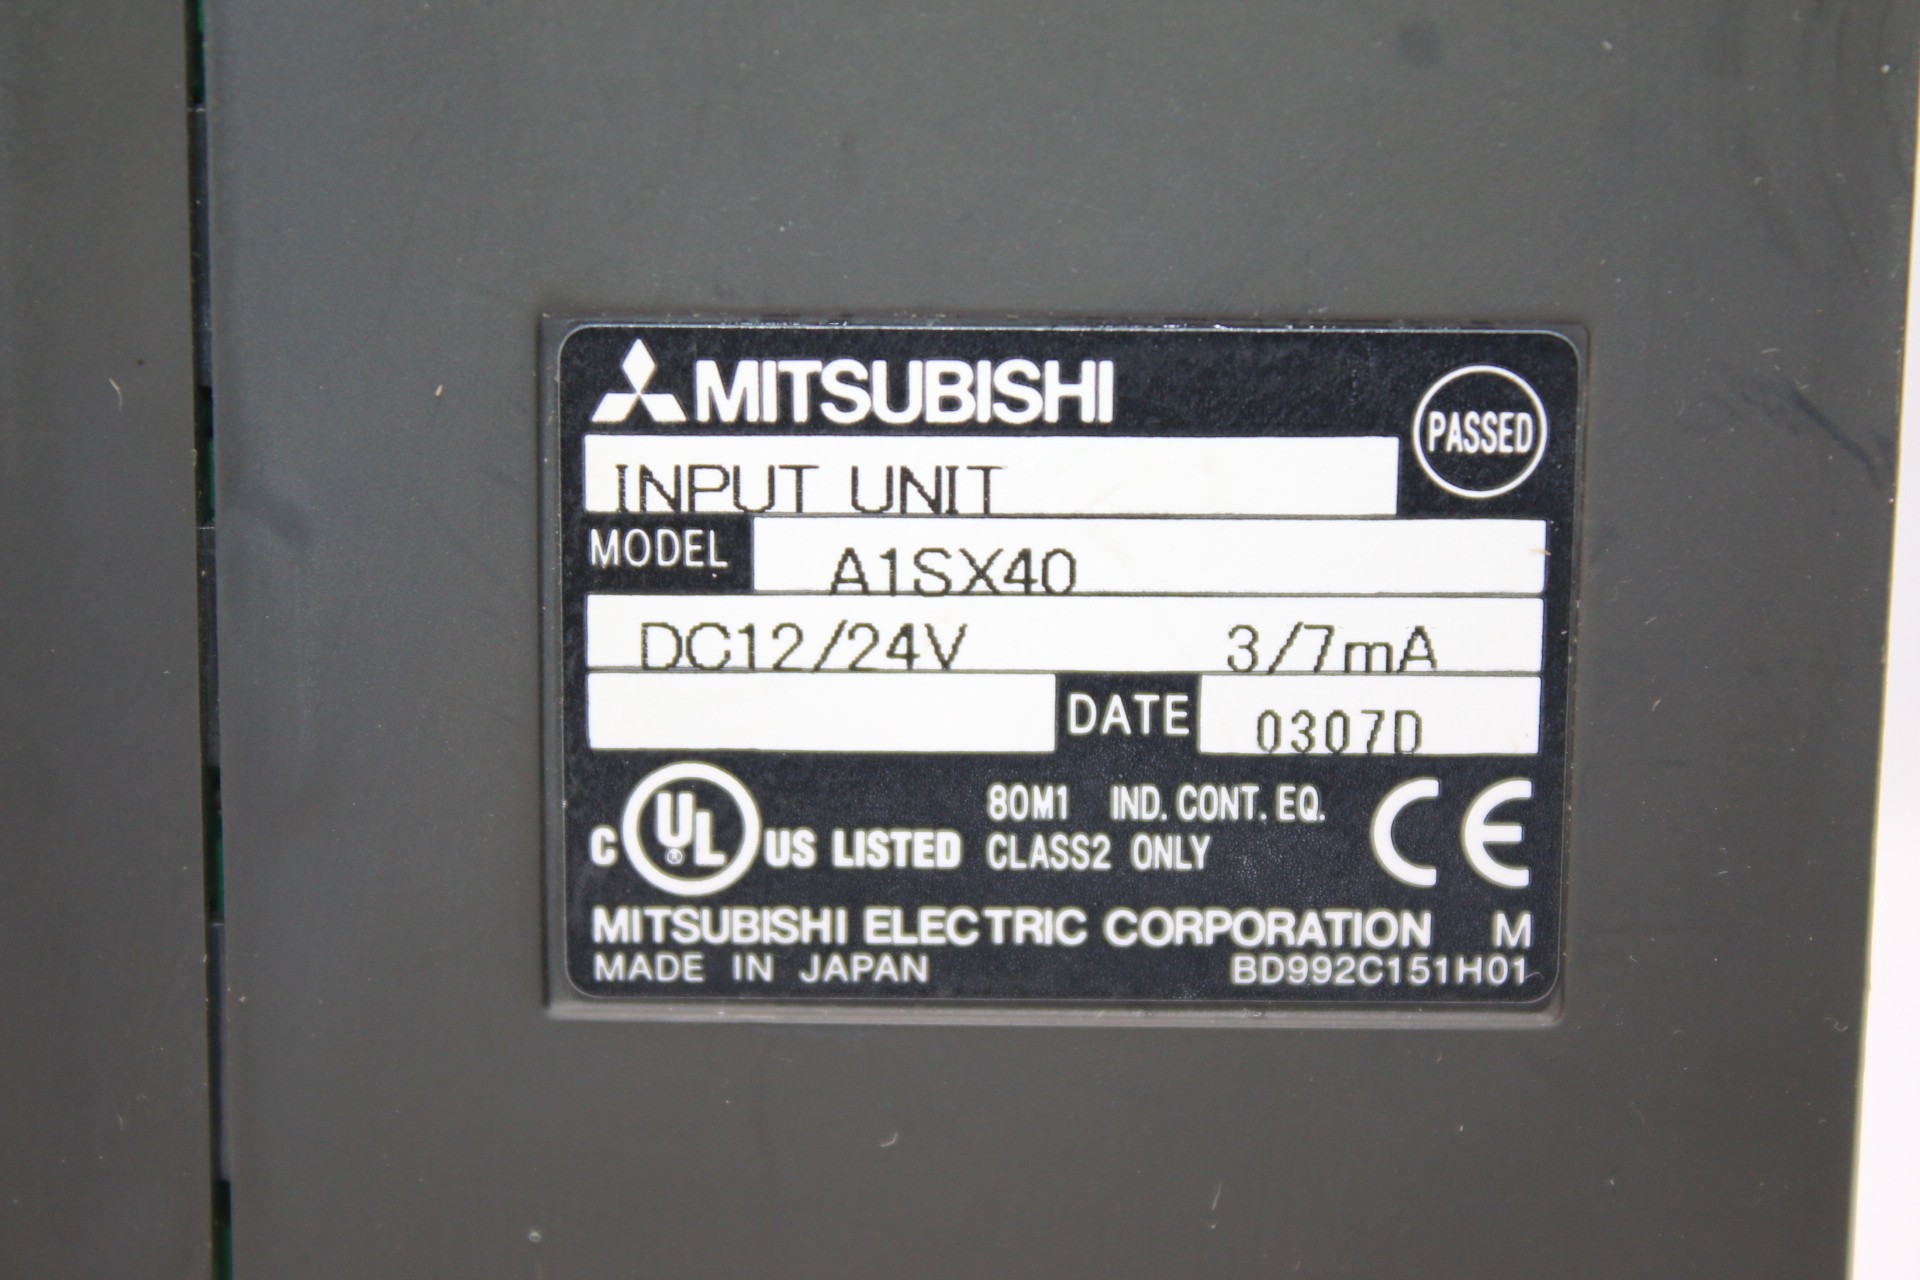 MITSUBISHI
PASSED
INPUT UNIT
MODEL A1SX40
DC12/24V 3/7mA
DATE 0307D
C UL ® US LISTED 80M1 IND. CONT. EQ.
CLASS2 ONLY CE
MITSUBISHI ELECTRIC CORPORATION M
MADE IN JAPAN BD992C151H01